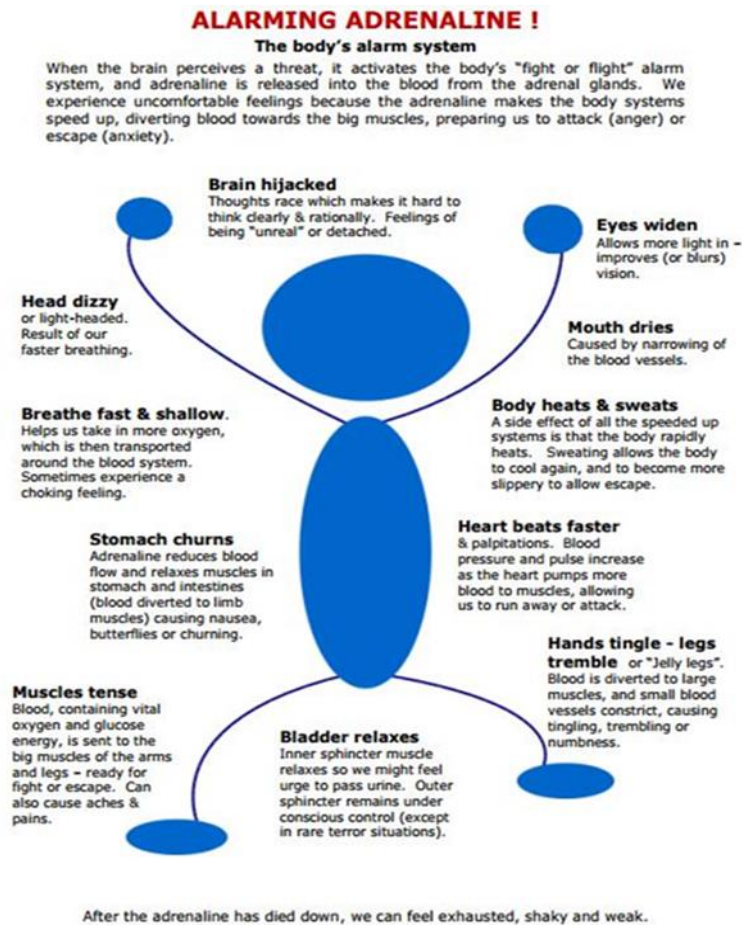 ALARMING ADRENALINE !
The body's alarm system
When the brain perceives a threat, it activates the body's "fight or flight" alarm
system, and adrenaline is released into the blood from the adrenal glands. We
experience uncomfortable feelings because the adrenaline makes the body systems
speed up, diverting blood towards the big muscles, preparing us to attack (anger) or
escape (anxiety).
Brain hijacked
Thoughts race which makes it hard to
think clearly & rationally. Feelings of
being "unreal" or detached.
Eyes widen
Allows more light in –
improves (or blurs)
vision.
Head dizzy
or light-headed.
Result of our
faster breathing.
Mouth dries
Caused by narrowing of
the blood vessels.
Breathe fast & shallow.
Helps us take in more oxygen,
which is then transported
around the blood system.
Sometimes experience a
choking feeling.
Body heats & sweats
A side effect of all the speeded up
systems is that the body rapidly
heats. Sweating allows the body
to cool again, and to become more
slippery to allow escape.
Stomach churns
Adrenaline reduces blood
flow and relaxes muscles in
stomach and intestines
(blood diverted to limb
muscles) causing nausea,
butterflies or churning.
Heart beats faster
& palpitations. Blood
pressure and pulse increase
as the heart pumps more
blood to muscles, allowing
us to run away or attack.
Hands tingle - legs
tremble or "Jelly legs".
Blood is diverted to large
muscles, and small blood
vessels constrict, causing
tingling, trembling or
numbness.
Muscles tense
Blood, containing vital
oxygen and glucose
energy, is sent to the
big muscles of the arms
and legs – ready for
fight or escape. Can
also cause aches &
pains.
Bladder relaxes
Inner sphincter muscle
relaxes so we might feel
urge to pass urine. Outer
sphincter remains under
conscious control (except
in rare terror situations).
After the adrenaline has died down, we can feel exhausted, shaky and weak.